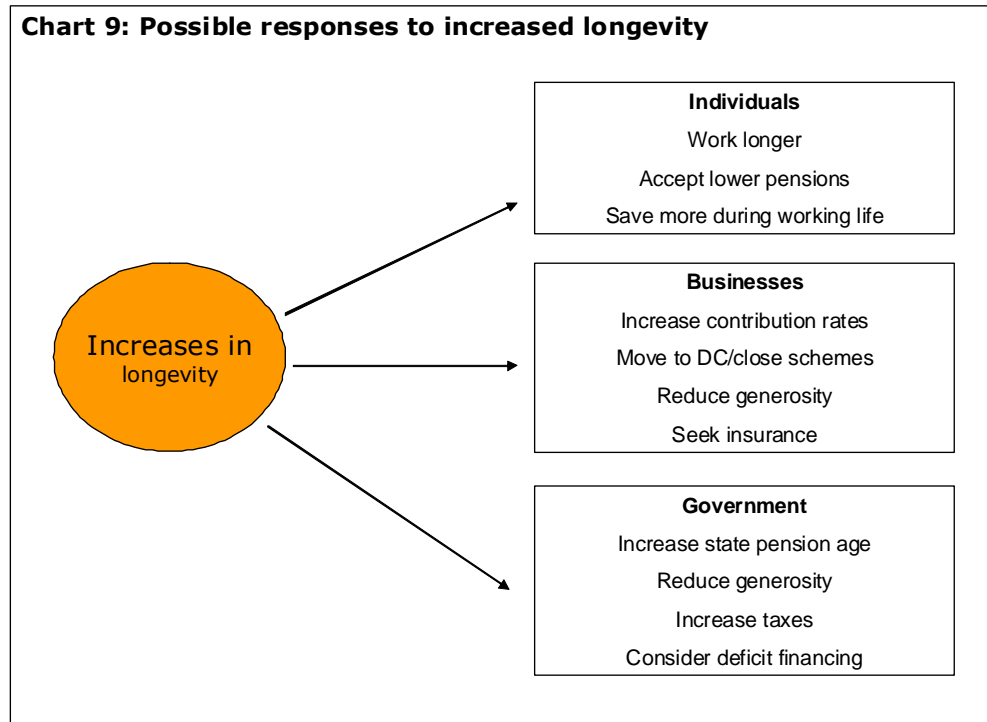 Chart 9: Possible responses to increased longevity
Individuals
Work longer
Accept lower pensions
Save more during working life
Increases in
longevity
Businesses
Increase contribution rates
Move to DC/close schemes
Reduce generosity
Seek insurance
Government
Increase state pension age
Reduce generosity
Increase taxes
Consider deficit financing